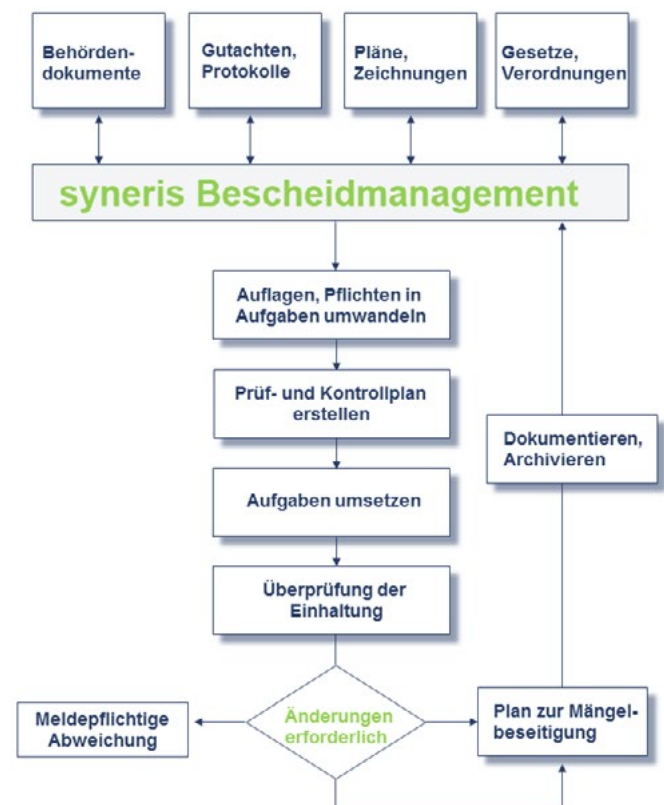 Behörden-
dokumente
Gutachten,
Protokolle
Pläne,
Zeichnungen
Gesetze,
Verordnungen
syneris Bescheidmanagement
Auflagen, Pflichten in
Aufgaben umwandeln
Prüf- und Kontrollplan
erstellen
Dokumentieren,
Archivieren
Aufgaben umsetzen
Überprüfung der
Einhaltung
Meldepflichtige
Abweichung
Änderungen
erforderlich
Plan zur Mängel-
beseitigung